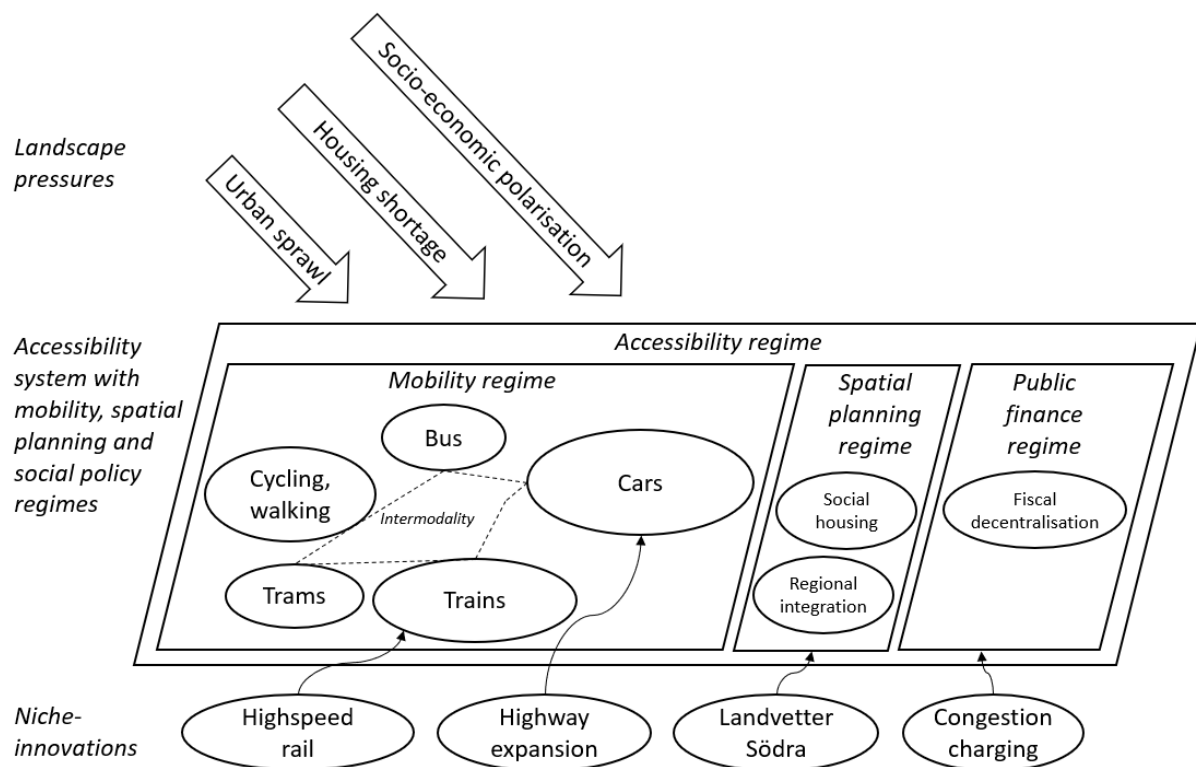 Socio-economic polarisation
Housing shortage
Urban sprawl
Landscape
pressures
Accessibility
system with
mobility, spatial
planning and
social policy
regimes
Accessibility regime
Mobility regime
Bus
Cycling,
walking
Cars
Intermodality
Trams
Trains
Spatial
planning
regime
Social
housing
Regional
integration
Public
finance
regime
Fiscal
decentralisation
Niche-
innovations
Highspeed
rail
Highway
expansion
Landvetter
Södra
Congestion
charging